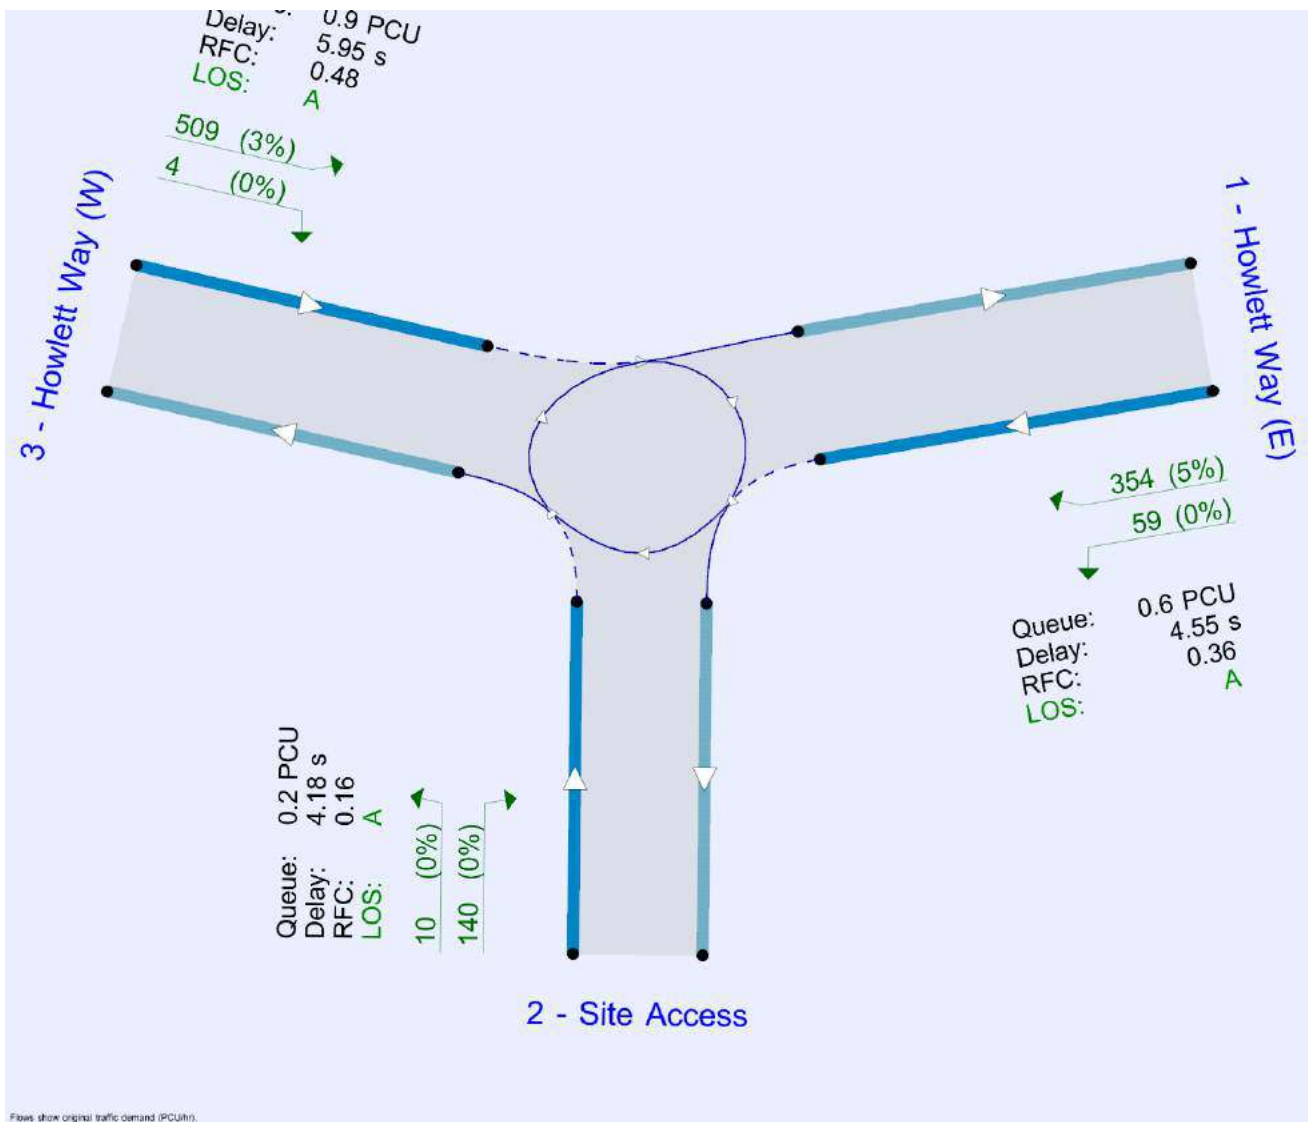 0.9 PCU
Delay: 5.95 s
RFC: 0.48
LOS: A
509 (3%)
4 (0%)
3 - Howlett Way (W)
1 - Howlett Way (E)
354 (5%)
59 (0%)
Queue: 0.6 PCU
Delay: 4.55 s
RFC: 0.36
LOS: A
Queue: 0.2 PCU
Delay: 4.18 s
RFC: 0.16
LOS: A
10 (0%)
140 (0%)
2 - Site Access
Flows show original traffic demand (PCU/hr).